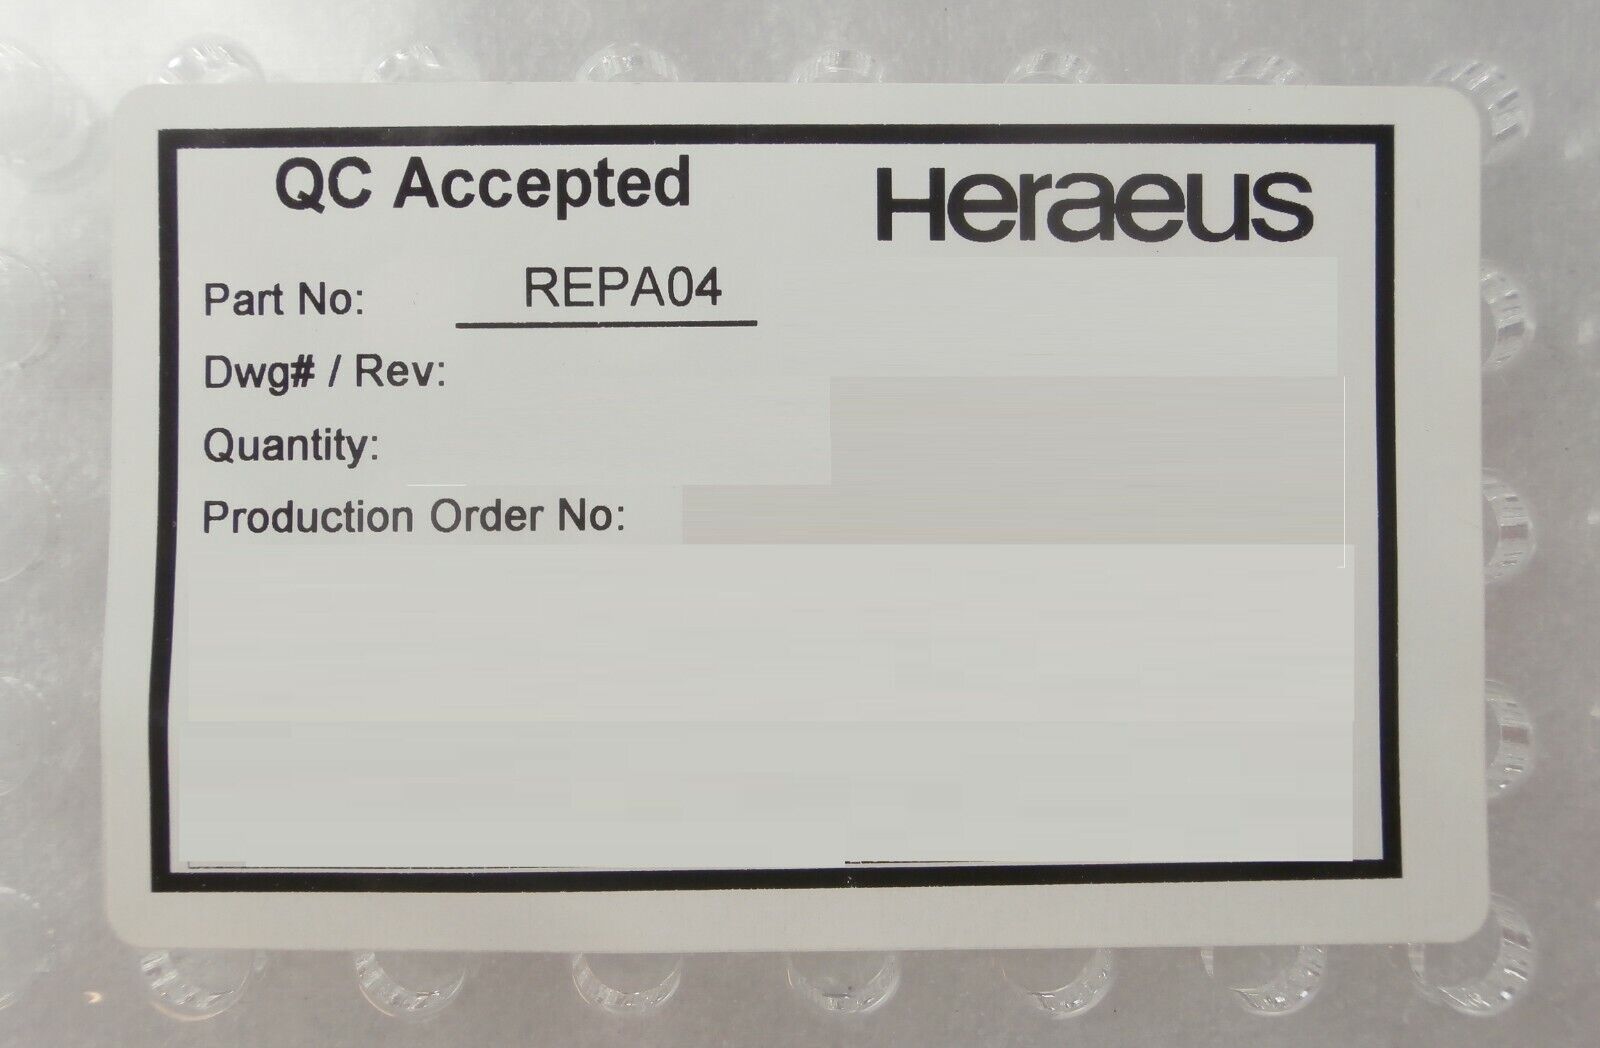 QC Accepted
Heraeus
Part No: REPA04
Dwg# / Rev:
Quantity:
Production Order No: